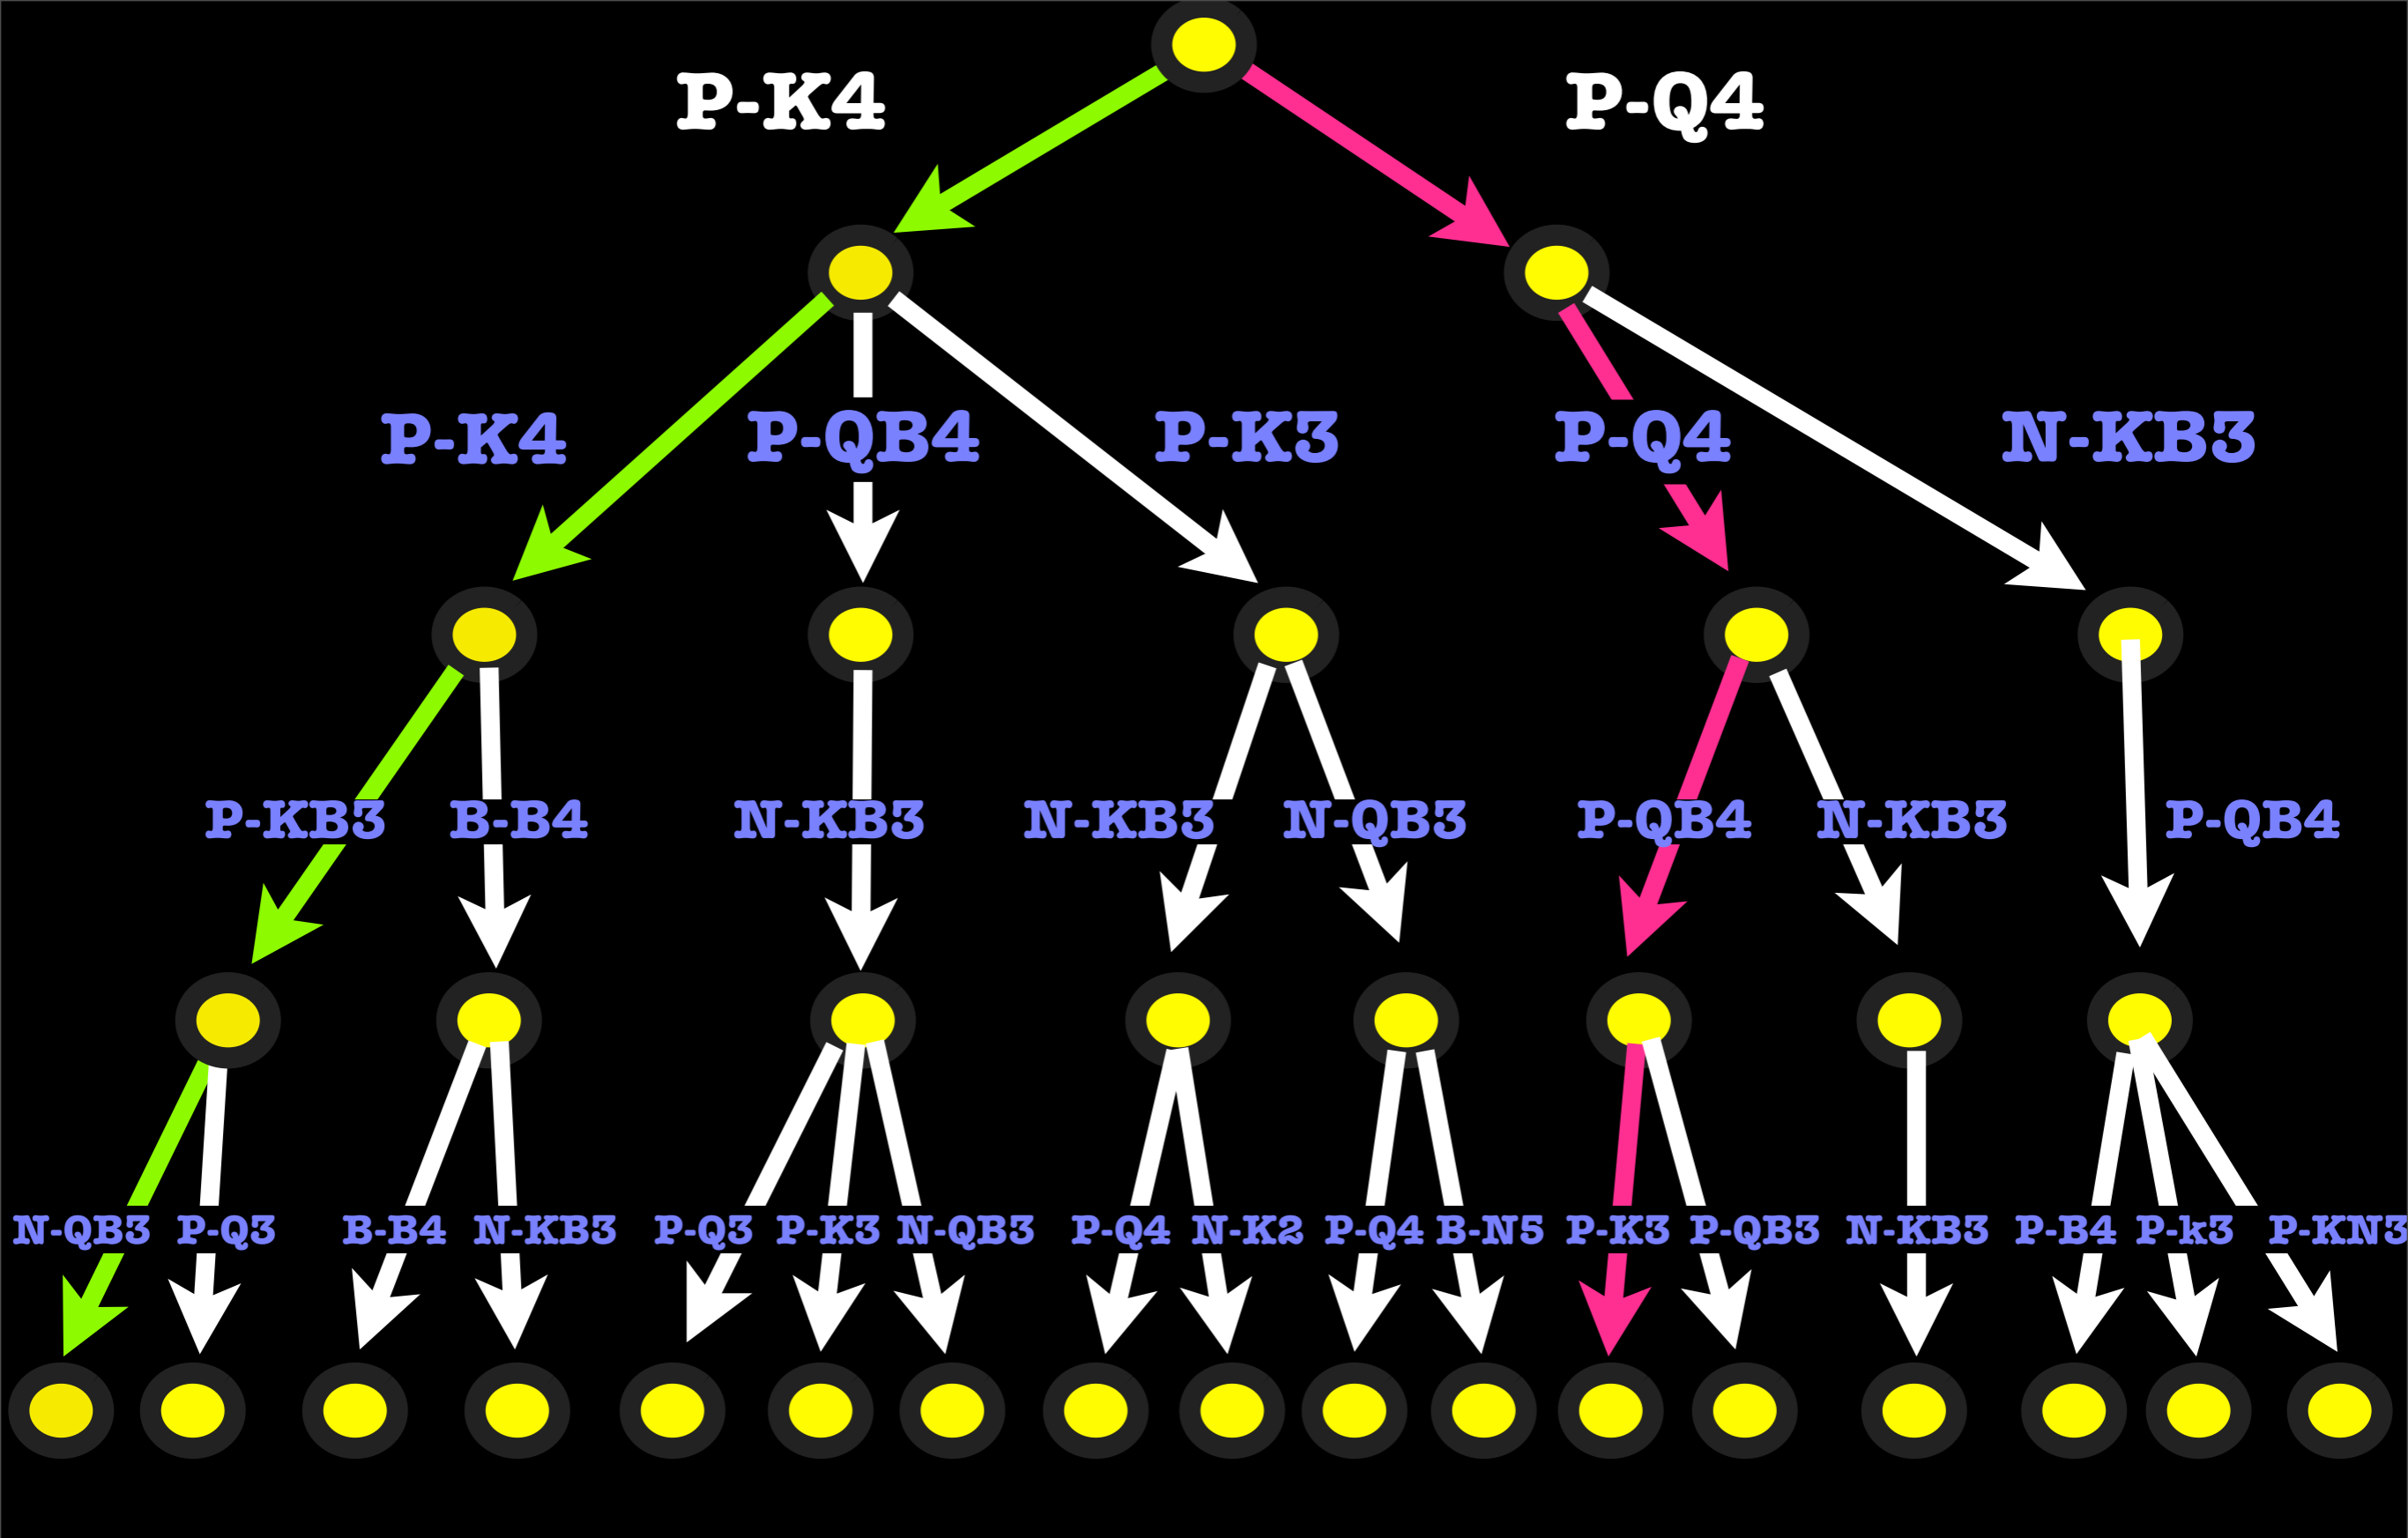 P-K4 P-Q4
P-K4 P-QB4 P-K3 P-Q4 N-KB3
P-KB3 B-B4 N-KB3 N-KB3 N-QB3 P-QB4 N-KB3 P-QB4
N-QB3 P-Q3 B-B4 N-KB3 P-Q3 P-K3 N-QB3 P-Q4 N-K2 P-Q4 B-N5 P-K3 P-QB3 N-KB3 P-B4 P-k3 P-KN3